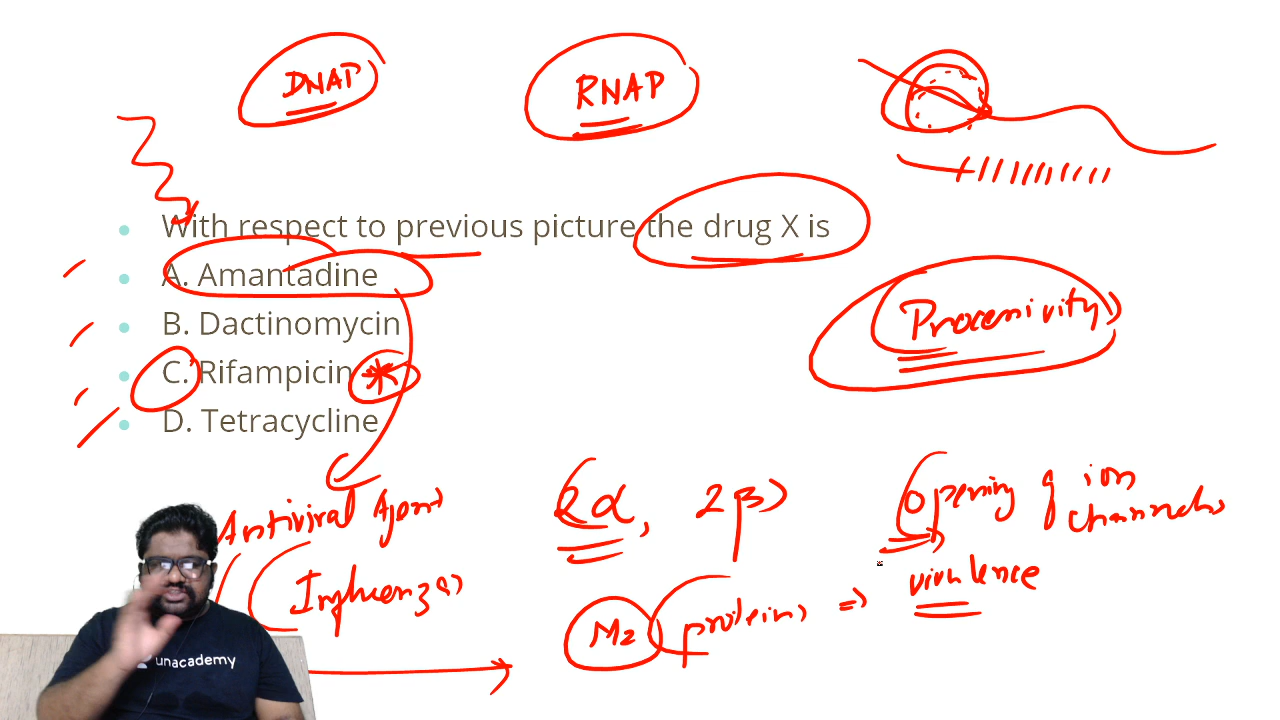 DNAP RNAP
With respect to previous picture the drug X is
A. Amantadine
B. Dactinomycin
C. Rifampicin *
D. Tetracycline
Processivity
Antiviral Agent
2α, 2β
Opening of ion channels
Influenza
M2 proteins => virulence
unacademy